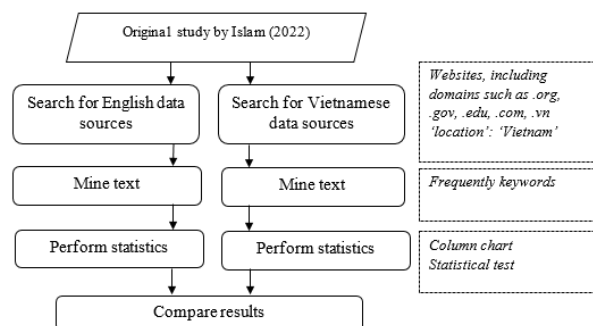 Original study by Islam (2022)
Search for English data
sources
Search for Vietnamese
data sources
Websites, including
domains such as .org,
.gov, .edu, .com, .vn
‘location’: ‘Vietnam’
Mine text
Mine text
Frequently keywords
Perform statistics
Perform statistics
Column chart
Statistical test
Compare results